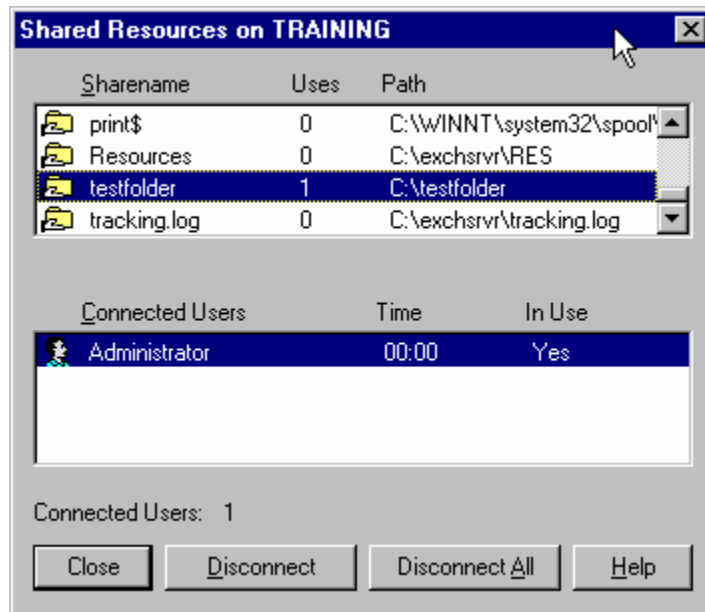 Shared Resources on TRAINING
Sharename Uses Path
print$ 0 C:\WINNT\system32\spool\
Resources 0 C:\exchsrvr\RES
testfolder 1 C:\testfolder
tracking.log 0 C:\exchsrvr\tracking.log
Connected Users Time In Use
Administrator 00:00 Yes
Connected Users: 1
Close Disconnect Disconnect All Help